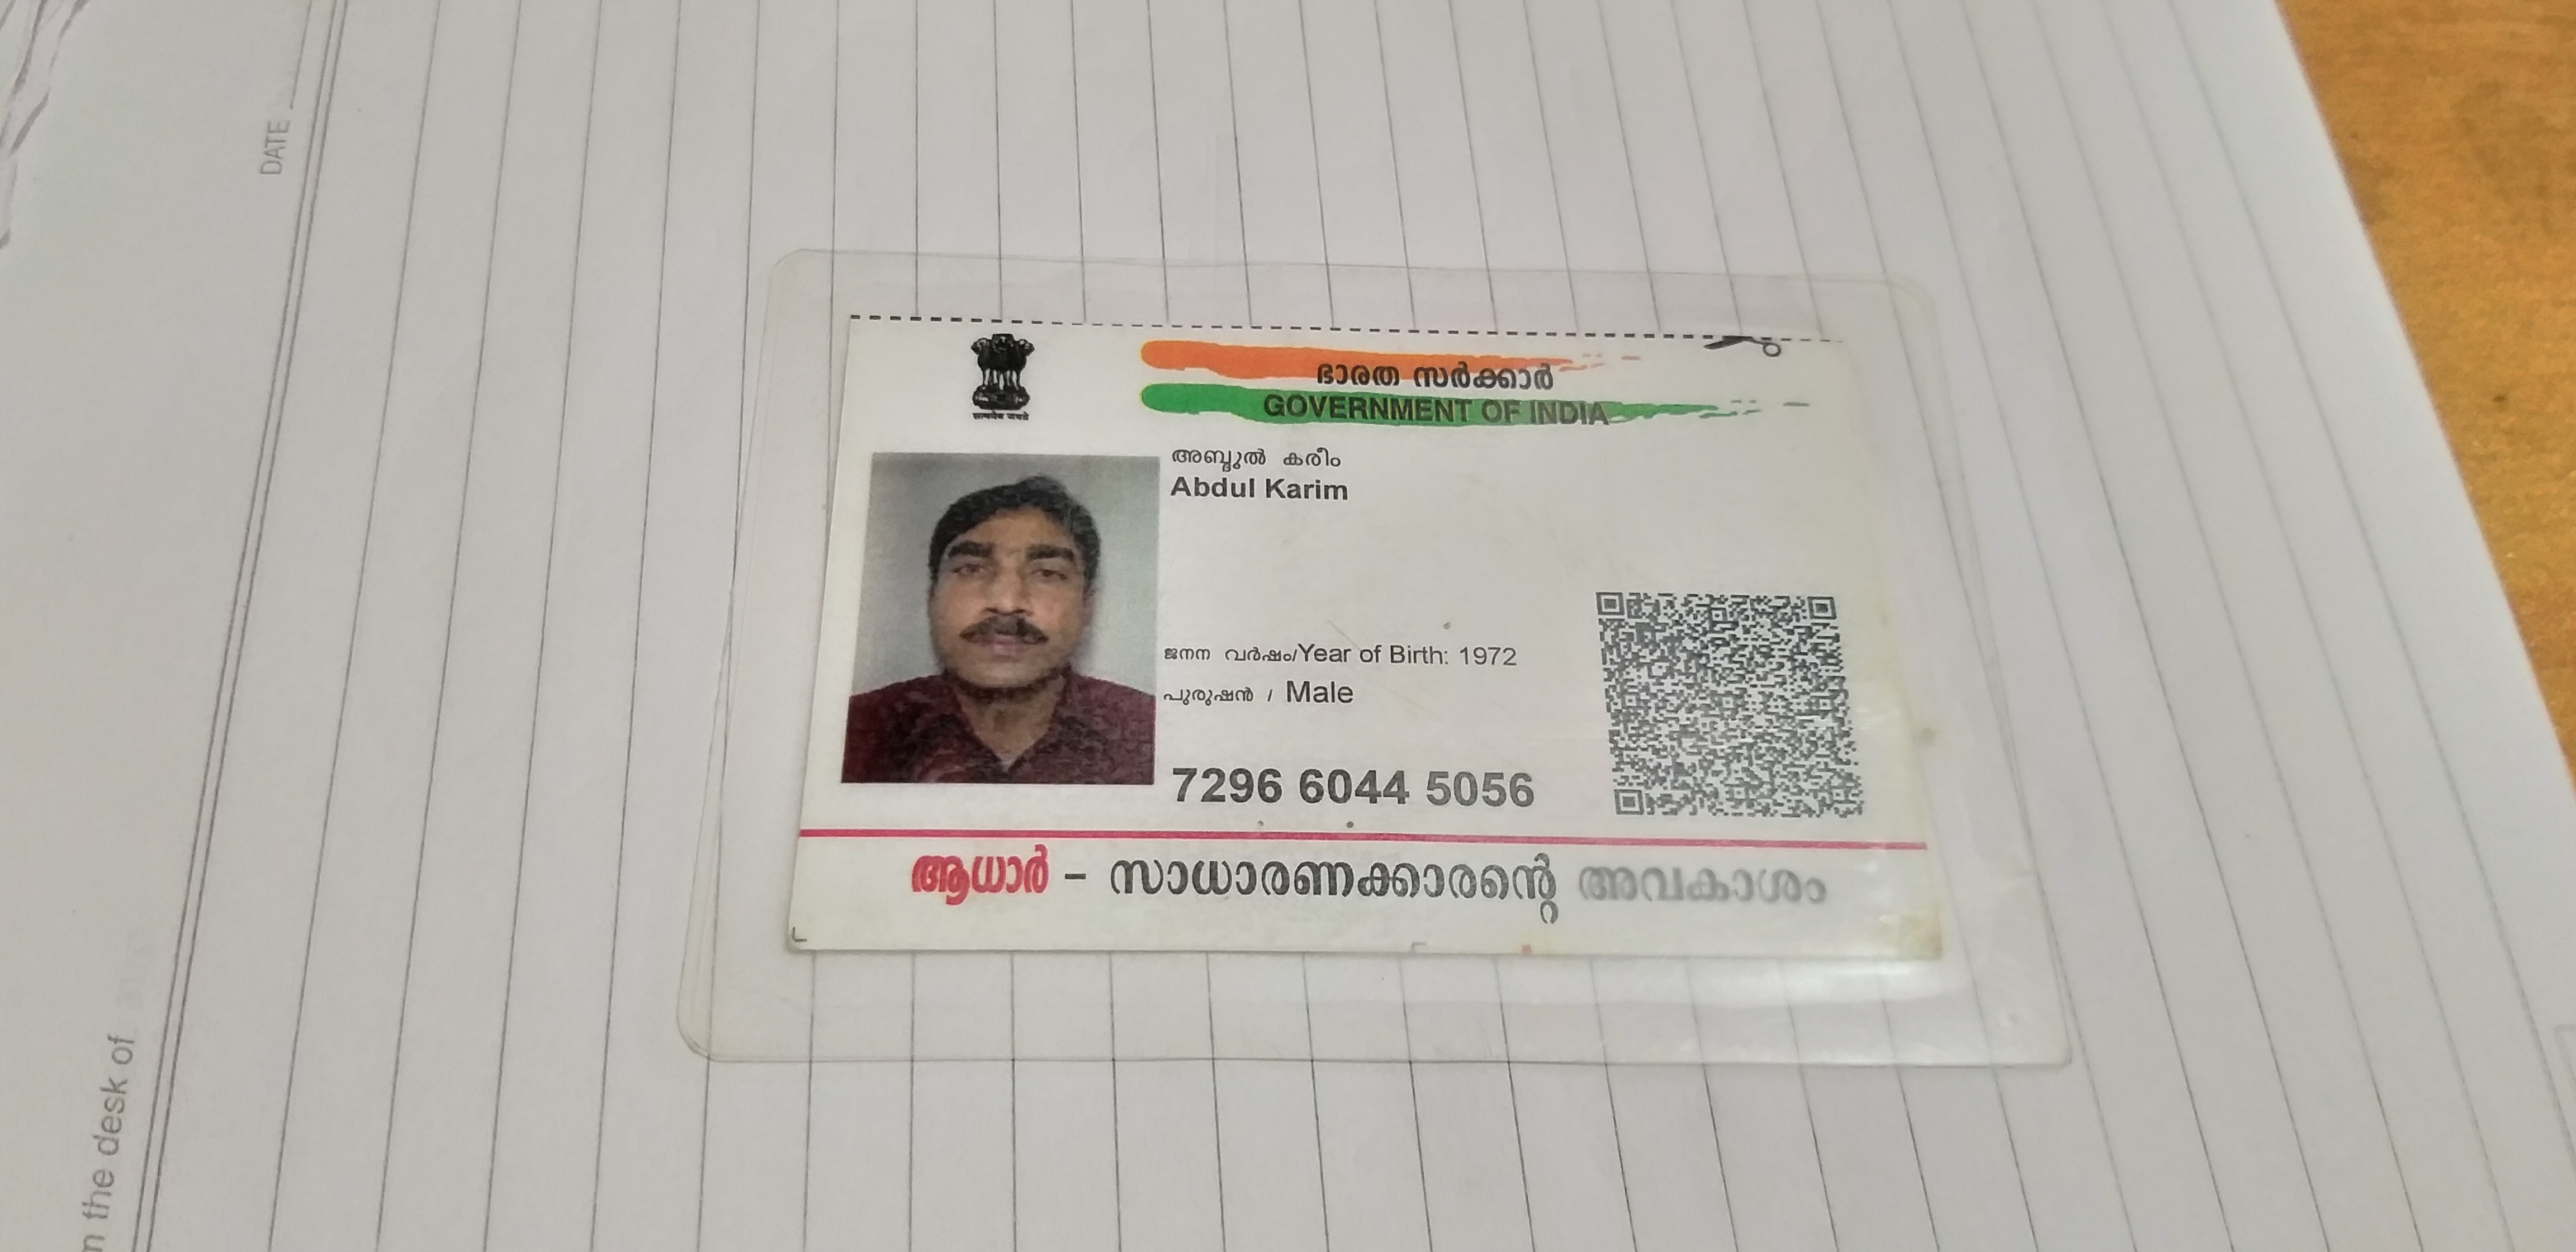 m the desk of
DATE
ഭാരത സർക്കാർ
GOVERNMENT OF INDIA
അബ്ദുൽ കരീം
Abdul Karim
ജനന വർഷം/Year of Birth: 1972
പുരുഷൻ / Male
7296 6044 5056
ആധാർ - സാധാരണക്കാരന്റെ അവകാശം